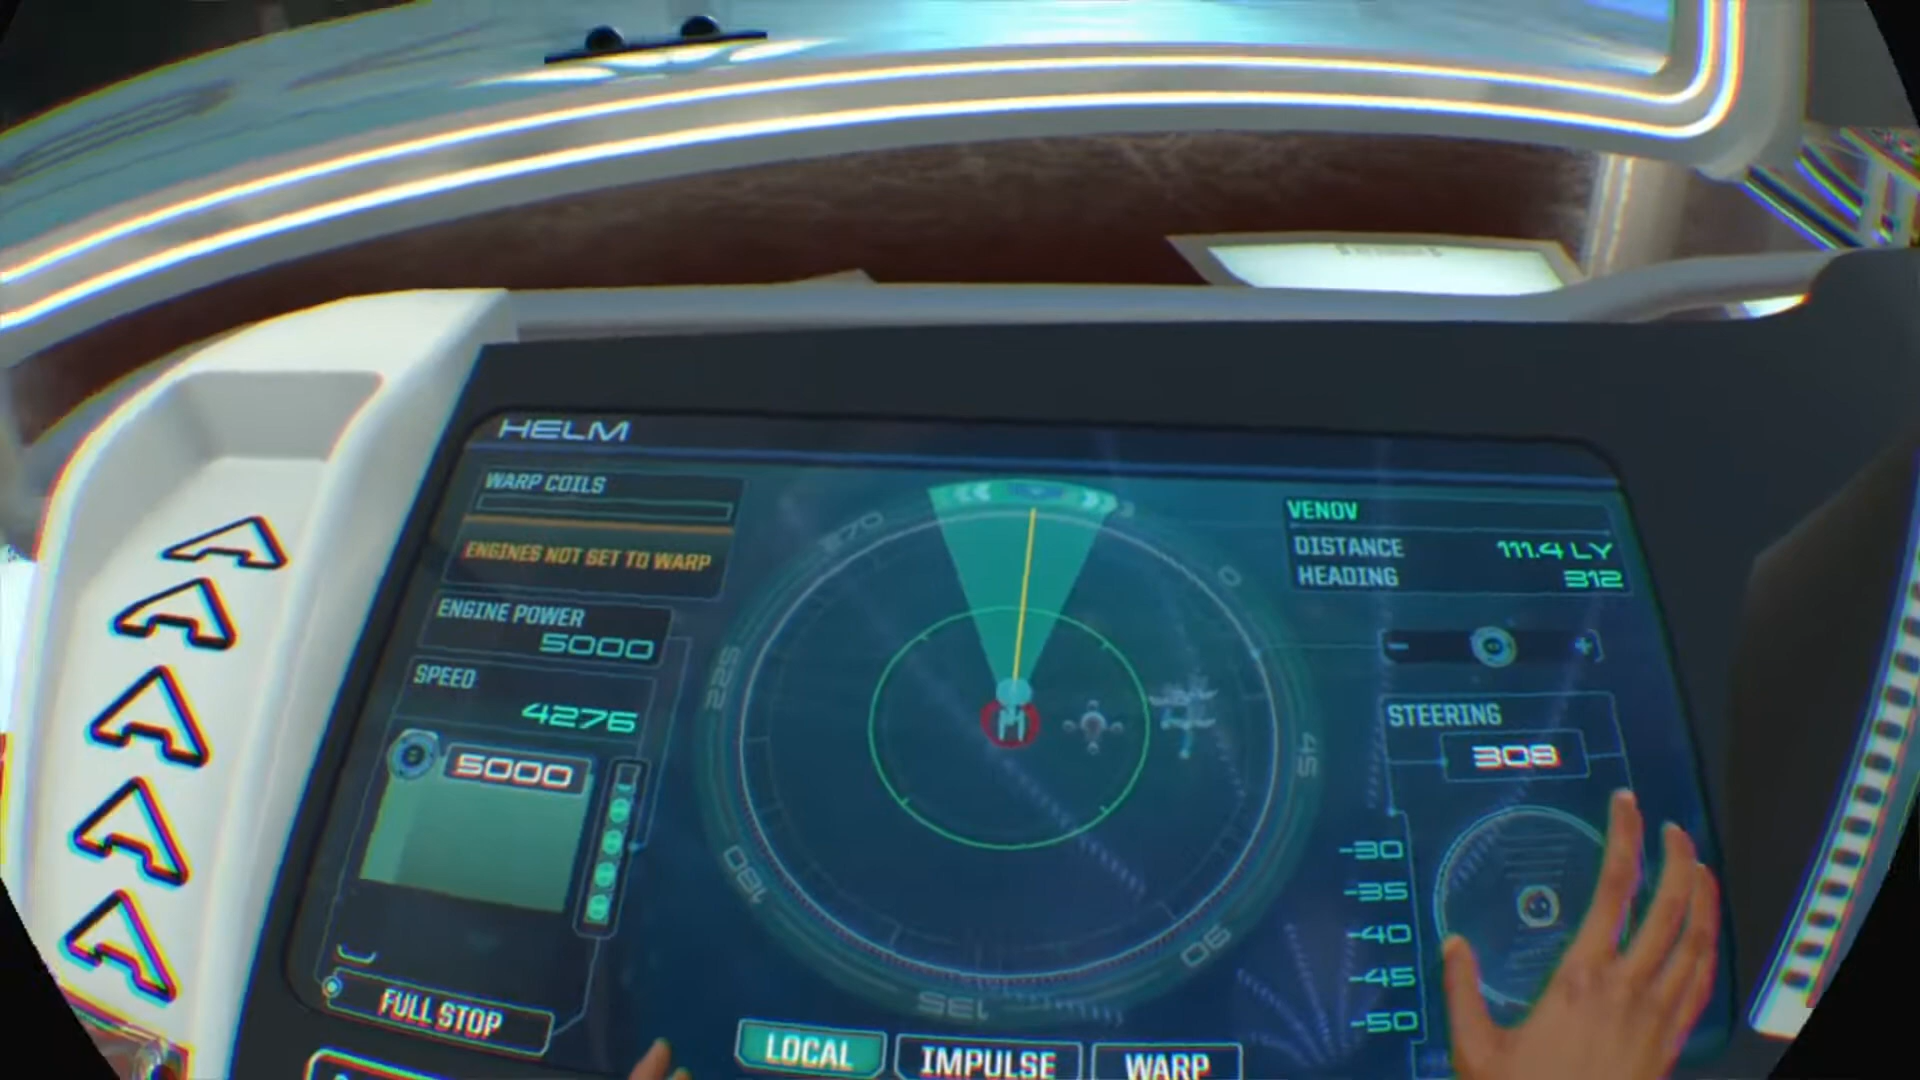 HELM
WARP COILS
ENGINES NOT SET TO WARP
ENGINE POWER
5000
SPEED
4276
5000
FULL STOP
270
0
225
45
180
90
135
LOCAL
IMPULSE
WARP
VENOV
DISTANCE 111.4 LY
HEADING 312
- +
STEERING
308
-30
-35
-40
-45
-50